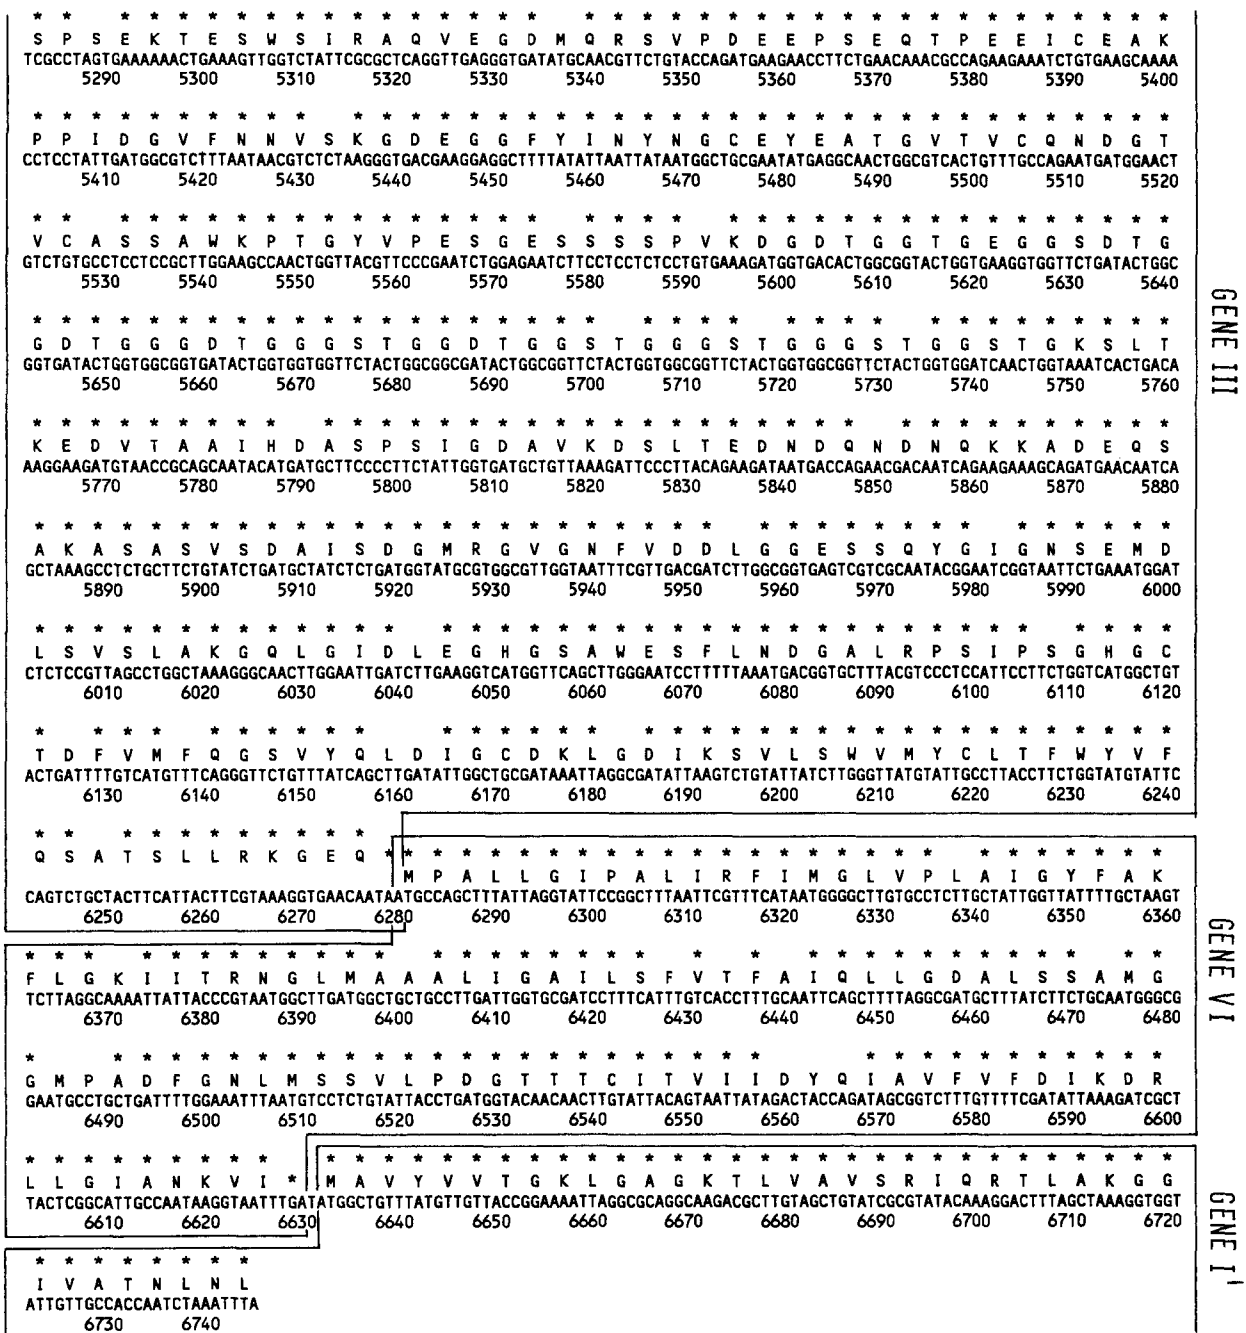 S P S E K T E S W S I R A Q V E G D M Q R S V P D E E P S E Q T P E E I C E A K
TCGCCTAGTGAAAAAACTGAAAGTTGGTCTATTCGCGCTCAGGTTGAGGGTGATATGCAACGTTCTGTACCAGATGAAGAACCTTCTGAACAAACGCCAGAAGAAATCTGTGAAGCAAAA
5290 5300 5310 5320 5330 5340 5350 5360 5370 5380 5390 5400
P P I D G V F N N V S K G D E G G F Y I N Y N G C E Y E A T G V T V C Q N D G T
CCTCCTATTGATGGCGTCTTTAATAACGTCTCTAAGGGTGACGAAGGAGGCTTTTATATTAATTATAATGGCTGCGAATATGAGGCAACTGGCGTCACTGTTTGCCAGAATGATGGAACT
5410 5420 5430 5440 5450 5460 5470 5480 5490 5500 5510 5520
V C A S S A W K P T G Y V P E S G E S S S S P V K D G D T G G T G E G G S D T G
GTCTGTGCCTCCTCCGCTTGGAAGCCAACTGGTTACGTTCCCGAATCTGGAGAATCTTCCTCCTCTCCTGTGAAAGATGGTGACACTGGCGGTACTGGTGAAGGTGGTTCTGATACTGGC
5530 5540 5550 5560 5570 5580 5590 5600 5610 5620 5630 5640
G D T G G G D T G G G S T G G D T G G S T G G G S T G G G S T G G S T G K S L T
GGTGATACTGGTGGCGGTGATACTGGTGGTGGTTCTACTGGCGGCGATACTGGCGGTTCTACTGGTGGCGGTTCTACTGGTGGCGGTTCTACTGGTGGATCAACTGGTAAATCACTGACA
5650 5660 5670 5680 5690 5700 5710 5720 5730 5740 5750 5760
K E D V T A A I H D A S P S I G D A V K D S L T E D N D Q N D N Q K K A D E Q S
AAGGAAGATGTAACCGCAGCAATACATGATGCTTCCCCTTCTATTGGTGATGCTGTTAAAGATTCCCTTACAGAAGATAATGACCAGAACGACAATCAGAAGAAAGCAGATGAACAATCA
5770 5780 5790 5800 5810 5820 5830 5840 5850 5860 5870 5880
A K A S A S V S D A I S D G M R G V G N F V D D L G G E S S Q Y G I G N S E M D
GCTAAAGCCTCTGCTTCTGTATCTGATGCTATCTCTGATGGTATGCGTGGCGTTGGTAATTTCGTTGACGATCTTGGCGGTGAGTCGTCGCAATACGGAATCGGTAATTCTGAAATGGAT
5890 5900 5910 5920 5930 5940 5950 5960 5970 5980 5990 6000
L S V S L A K G Q L G I D L E G H G S A W E S F L N D G A L R P S I P S G H G C
CTCTCCGTTAGCCTGGCTAAAGGGCAACTTGGAATTGATCTTGAAGGTCATGGTTCAGCTTGGGAATCCTTTTTAAATGACGGTGCTTTACGTCCCTCCATTCCTTCTGGTCATGGCTGT
6010 6020 6030 6040 6050 6060 6070 6080 6090 6100 6110 6120
T D F V M F Q G S V Y Q L D I G C D K L G D I K S V L S W V M Y C L T F W Y V F
ACTGATTTTGTCATGTTTCAGGGTTCTGTTTATCAGCTTGATATTGGCTGCGATAAATTAGGCGATATTAAGTCTGTATTATCTTGGGTTATGTATTGCCTTACCTTCTGGTATGTATTC
6130 6140 6150 6160 6170 6180 6190 6200 6210 6220 6230 6240
GENE III
Q S A T S L L R K G E Q *
M P A L L G I P A L I R F I M G L V P L A I G Y F A K
CAGTCTGCTACTTCATTACTTCGTAAAGGTGAACAATAATGCCAGCTTTATTAGGTATTCCGGCTTTAATTCGTTTCATAATGGGGCTTGTGCCTCTTGCTATTGGTTATTTTGCTAAGT
6250 6260 6270 6280 6290 6300 6310 6320 6330 6340 6350 6360
F L G K I I T R N G L M A A A L I G A I L S F V T F A I Q L L G D A L S S A M G
TCTTAGGCAAAATTATTACCCGTAATGGCTTGATGGCTGCTGCCTTGATTGGTGCGATCCTTTCATTTGTCACCTTTGCAATTCAGCTTTTAGGCGATGCTTTATCTTCTGCAATGGGCG
6370 6380 6390 6400 6410 6420 6430 6440 6450 6460 6470 6480
G M P A D F G N L M S S V L P D G T T T C I T V I I D Y Q I A V F V F D I K D R
GAATGCCTGCTGATTTTGGAAATTTAATGTCCTCTGTATTACCTGATGGTACAACAACTTGTATTACAGTAATTATAGACTACCAGATAGCGGTCTTTGTTTTCGATATTAAAGATCGCT
6490 6500 6510 6520 6530 6540 6550 6560 6570 6580 6590 6600
GENE VI
L L G I A N K V I * M A V Y V V T G K L G A G K T L V A V S R I Q R T L A K G G
TACTCGGCATTGCCAATAAGGTAATTTGATATGGCTGTTTATGTTGTTACCGGAAAATTAGGCGCAGGCAAGACGCTTGTAGCTGTATCGCGTATACAAAGGACTTTAGCTAAAGGTGGT
6610 6620 6630 6640 6650 6660 6670 6680 6690 6700 6710 6720
I V A T N L N L
ATTGTTGCCACCAATCTAAATTTA
6730 6740
GENE I'